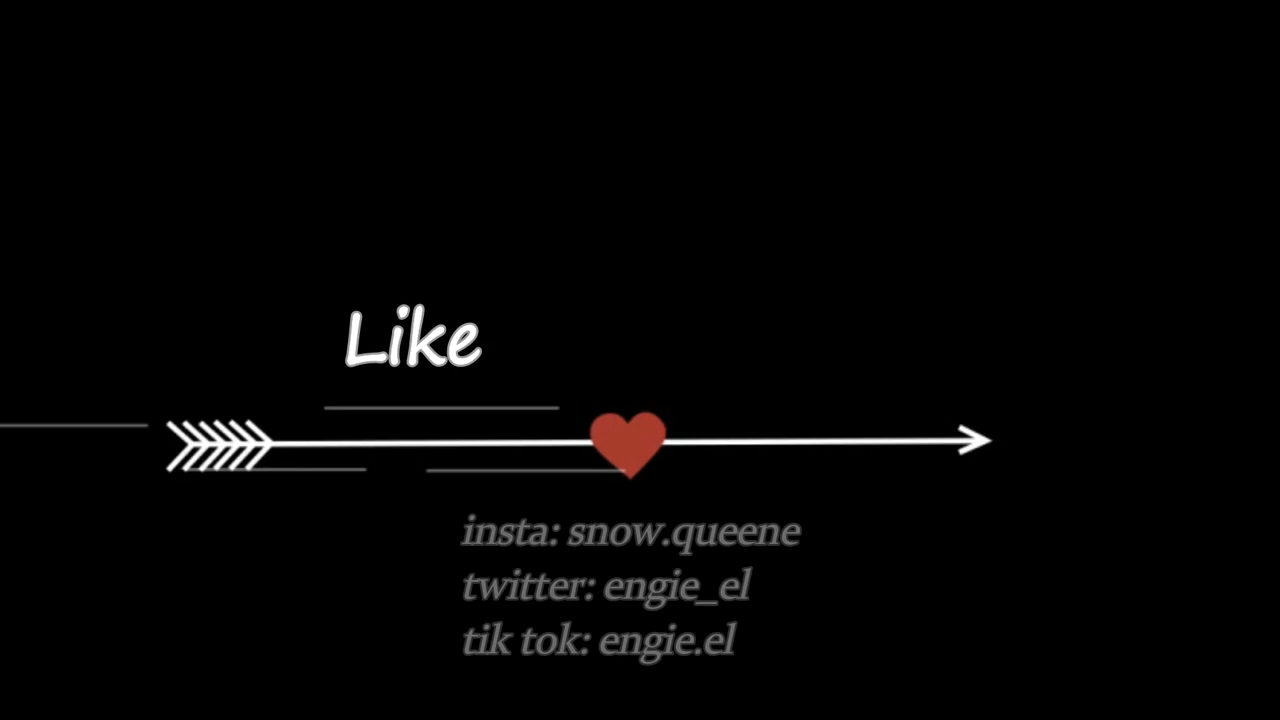 Like
insta: snow.queene
twitter: engie_el
tik tok: engie.el